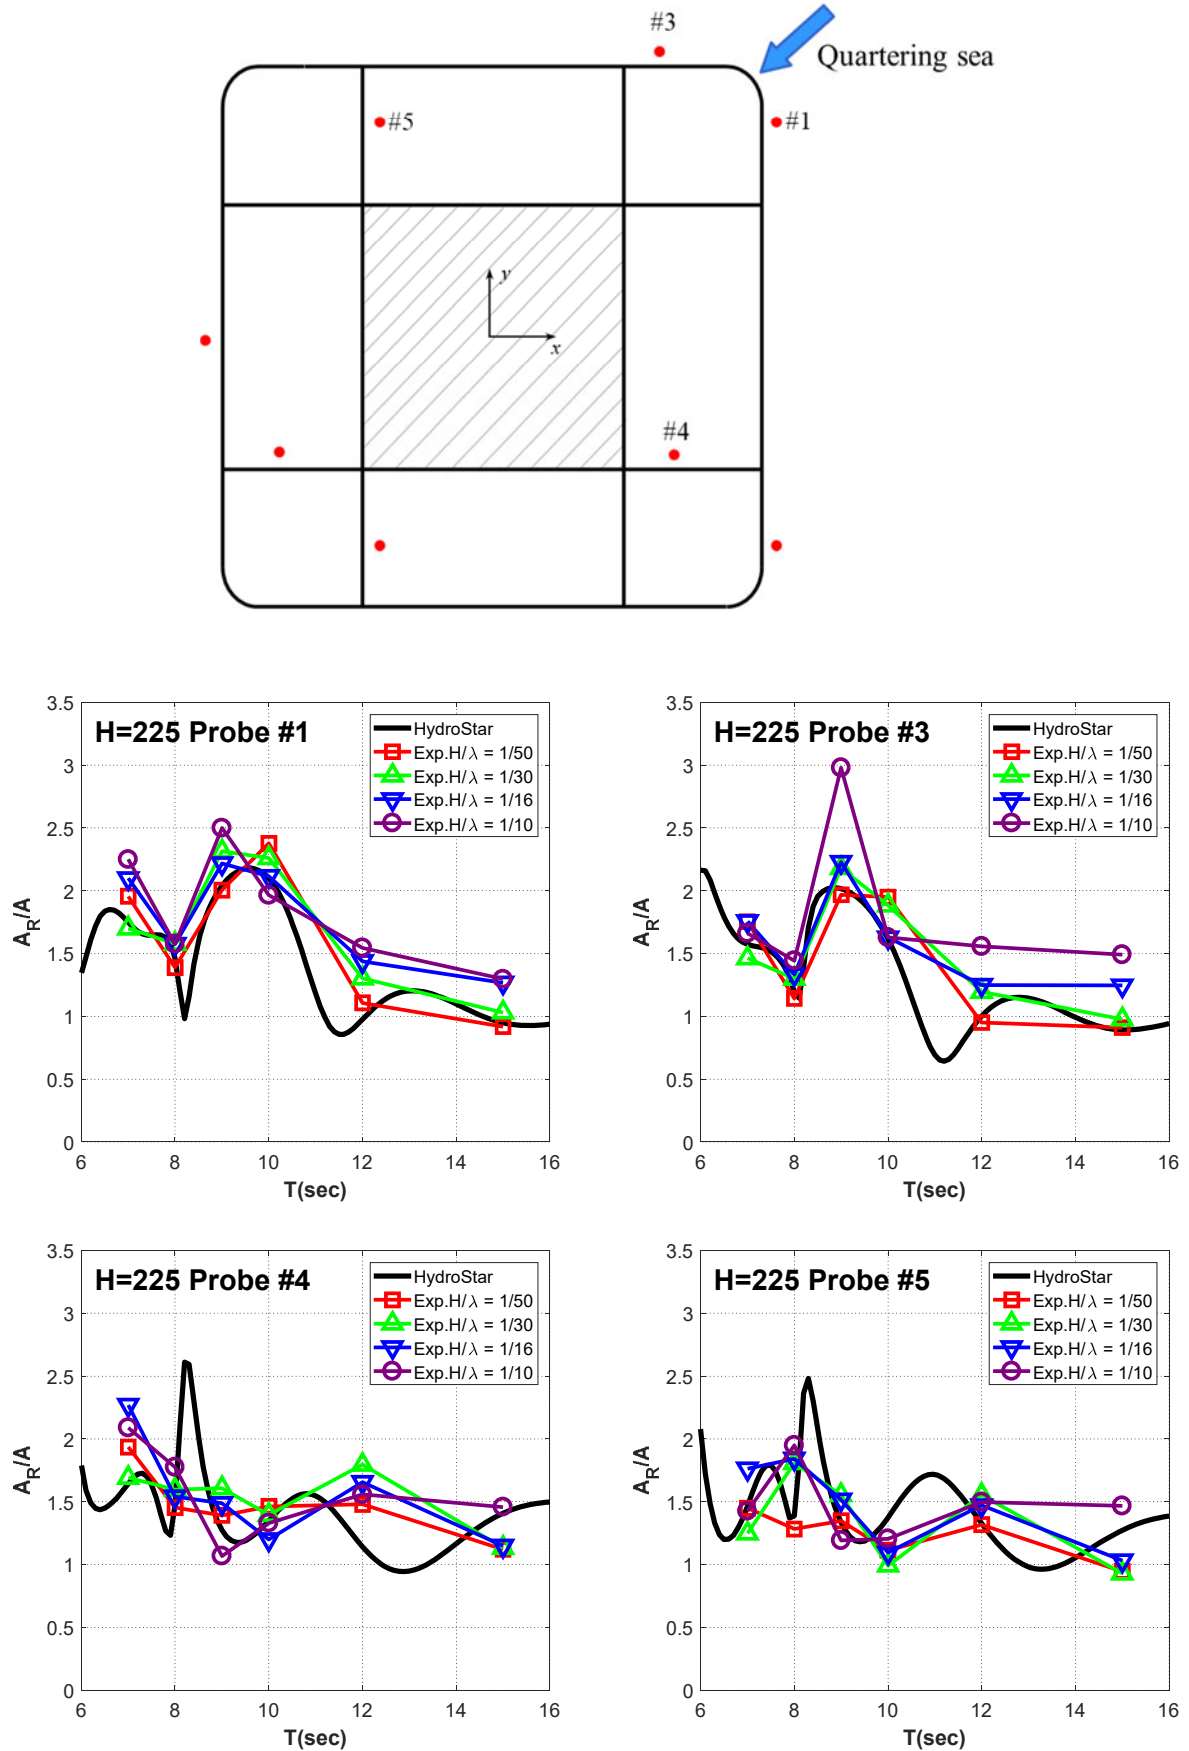 #3
Quartering sea
#5
#1
y
x
#4
H=225 Probe #1
HydroStar
Exp.H/λ = 1/50
Exp.H/λ = 1/30
Exp.H/λ = 1/16
Exp.H/λ = 1/10
3.5
3
2.5
2
1.5
1
0.5
0
A_R/A
6 8 10 12 14 16
T(sec)
H=225 Probe #3
HydroStar
Exp.H/λ = 1/50
Exp.H/λ = 1/30
Exp.H/λ = 1/16
Exp.H/λ = 1/10
3.5
3
2.5
2
1.5
1
0.5
0
A_R/A
6 8 10 12 14 16
T(sec)
H=225 Probe #4
HydroStar
Exp.H/λ = 1/50
Exp.H/λ = 1/30
Exp.H/λ = 1/16
Exp.H/λ = 1/10
3.5
3
2.5
2
1.5
1
0.5
0
A_R/A
6 8 10 12 14 16
T(sec)
H=225 Probe #5
HydroStar
Exp.H/λ = 1/50
Exp.H/λ = 1/30
Exp.H/λ = 1/16
Exp.H/λ = 1/10
3.5
3
2.5
2
1.5
1
0.5
0
A_R/A
6 8 10 12 14 16
T(sec)